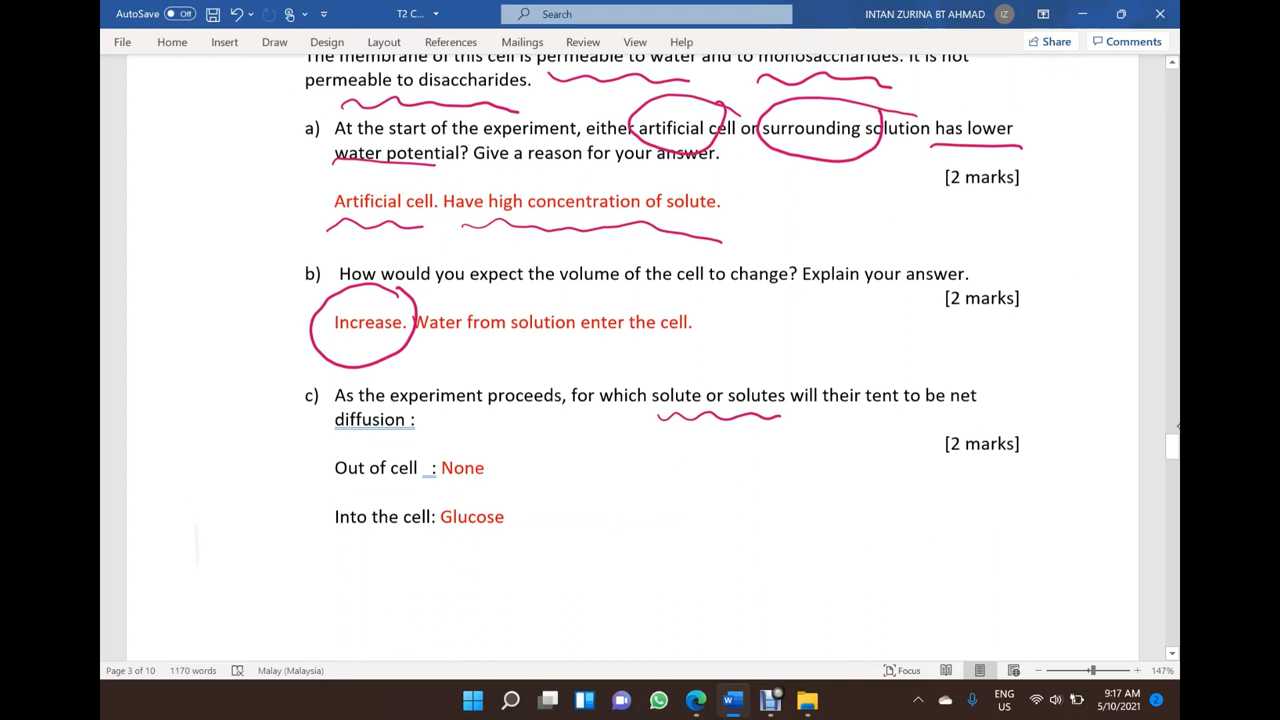 AutoSave Off T2 C... Search INTAN ZURINA BT AHMAD IZ
File Home Insert Draw Design Layout References Mailings Review View Help Share Comments
The membrane of this cell is permeable to water and to monosaccharides. It is not
permeable to disaccharides.
a) At the start of the experiment, either artificial cell or surrounding solution has lower
water potential? Give a reason for your answer.
[2 marks]
Artificial cell. Have high concentration of solute.
b) How would you expect the volume of the cell to change? Explain your answer.
[2 marks]
Increase. Water from solution enter the cell.
c) As the experiment proceeds, for which solute or solutes will their tent to be net
diffusion :
[2 marks]
Out of cell : None
Into the cell: Glucose
Page 3 of 10 1170 words Malay (Malaysia) Focus 147%
ENG
US
9:17 AM
5/10/2021
2